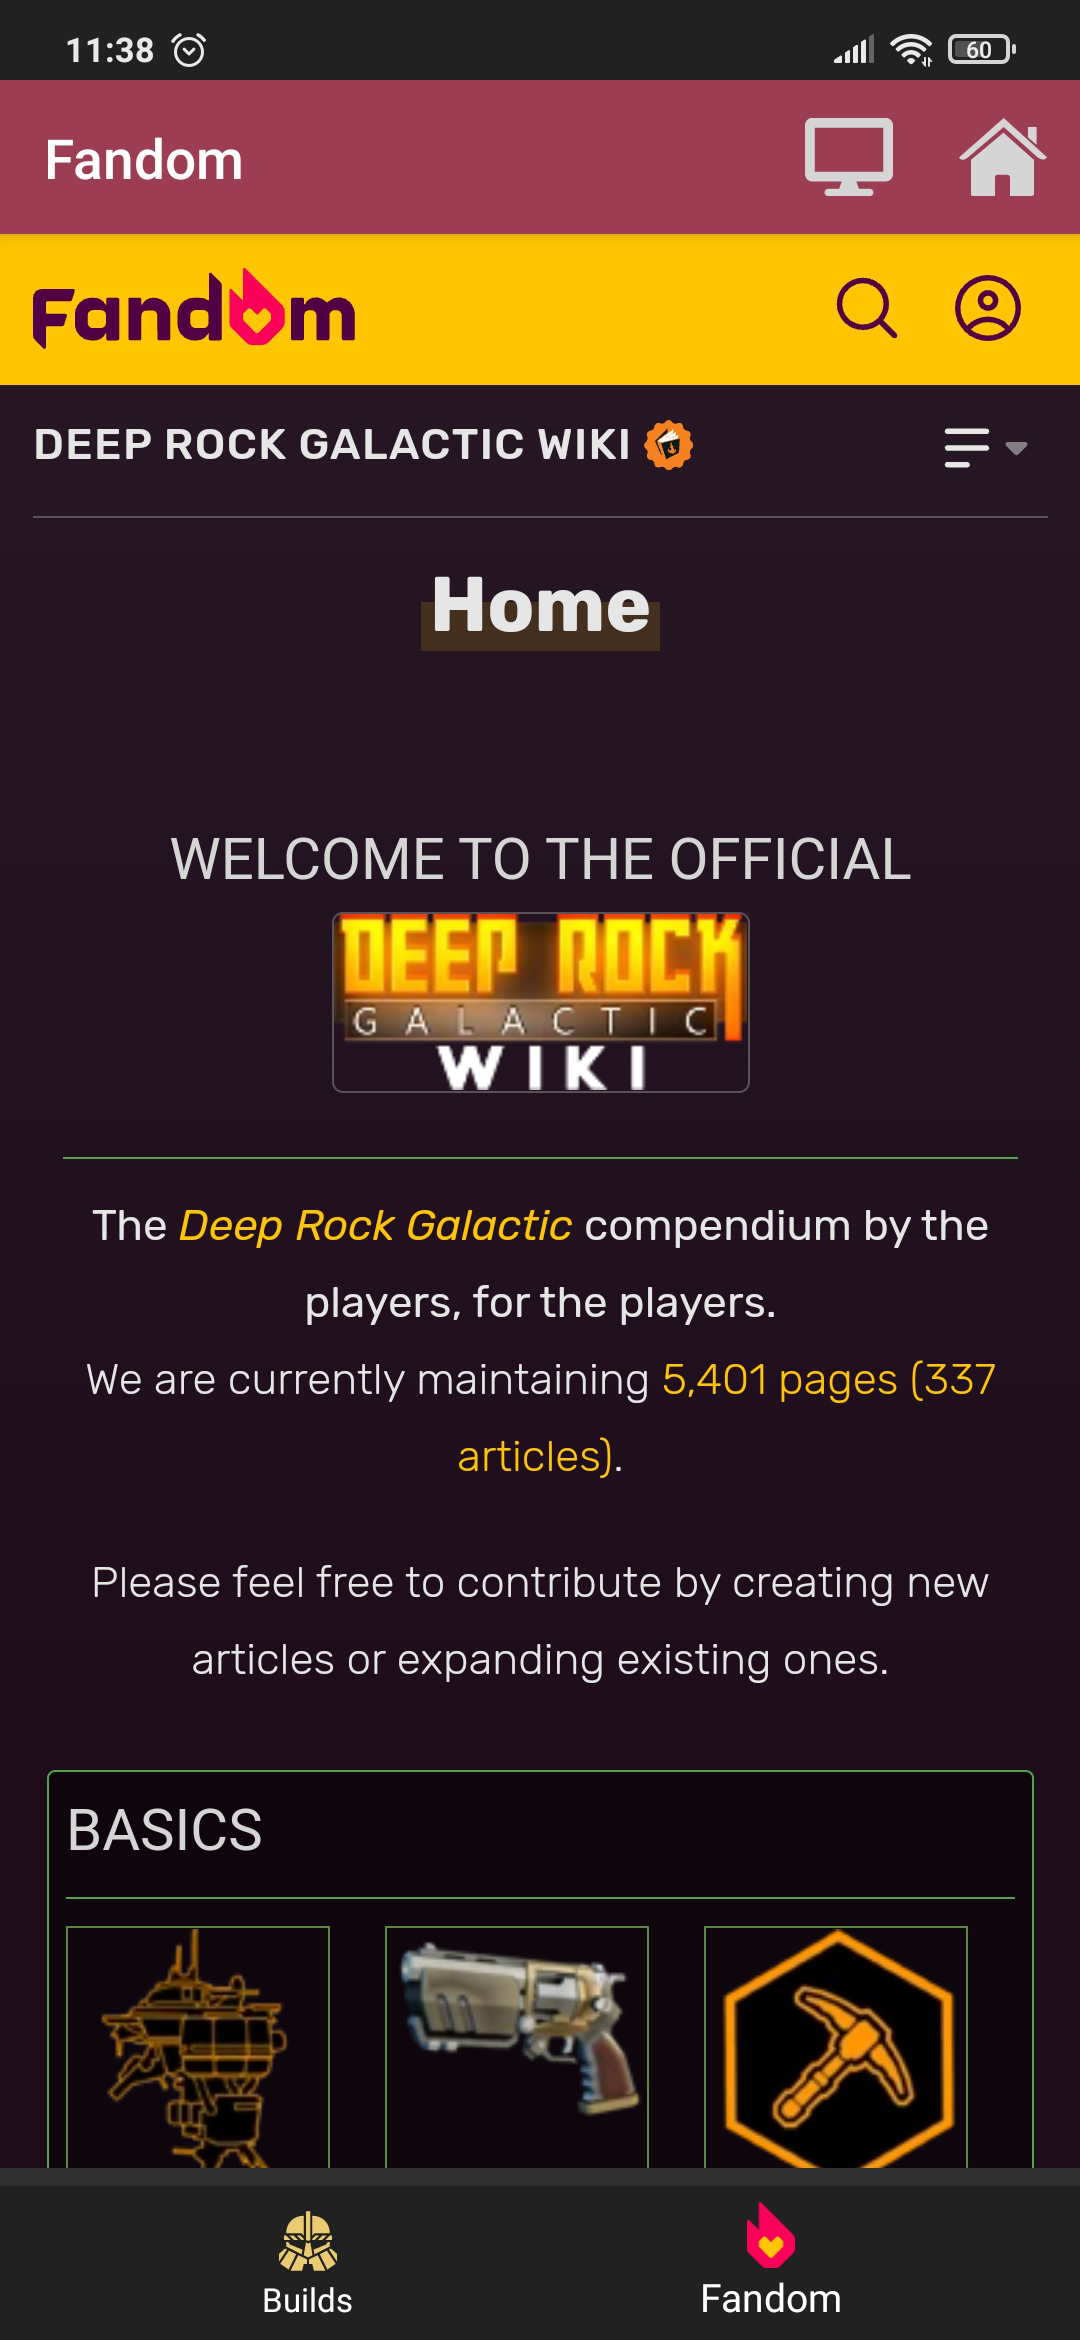 11:38
60
Fandom
Fandom
DEEP ROCK GALACTIC WIKI
Home
WELCOME TO THE OFFICIAL
DEEP ROCK
GALACTIC
WIKI
The Deep Rock Galactic compendium by the
players, for the players.
We are currently maintaining 5,401 pages (337
articles).
Please feel free to contribute by creating new
articles or expanding existing ones.
BASICS
Builds
Fandom